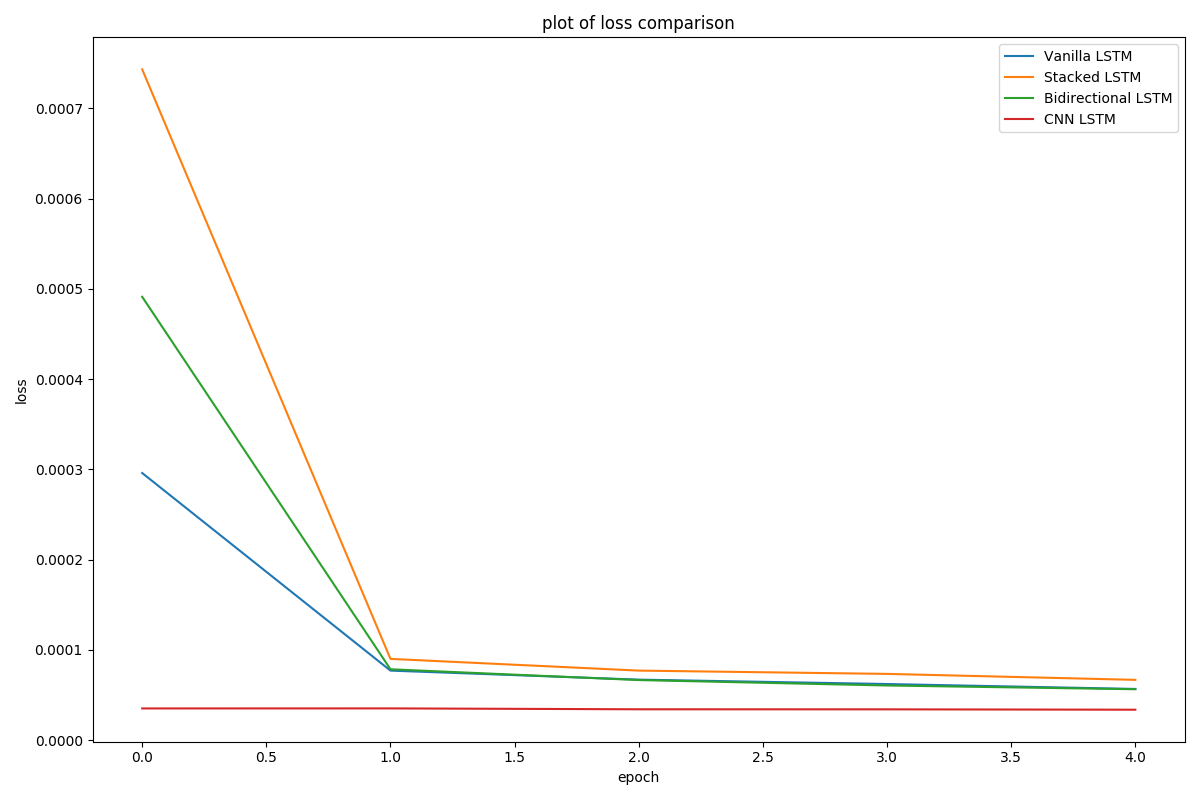 plot of loss comparison
Vanilla LSTM
Stacked LSTM
Bidirectional LSTM
CNN LSTM
0.0007
0.0006
0.0005
0.0004
0.0003
0.0002
0.0001
0.0000
loss
0.0 0.5 1.0 1.5 2.0 2.5 3.0 3.5 4.0
epoch